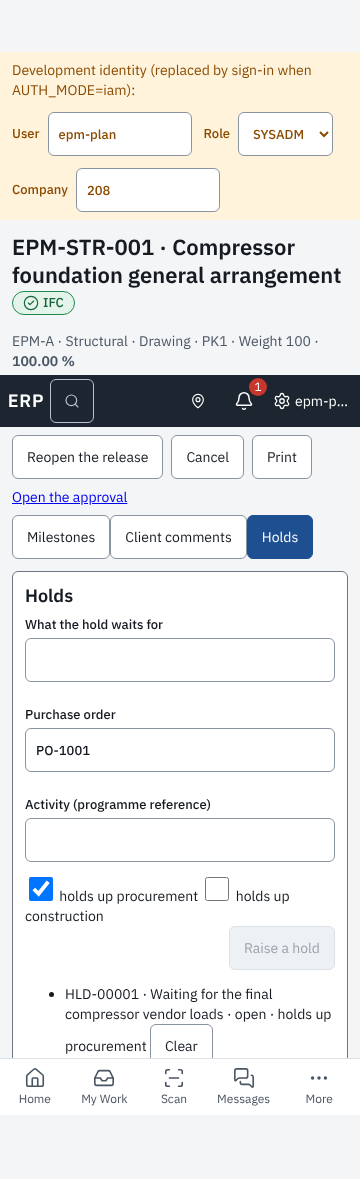 Development identity (replaced by sign-in when
AUTH_MODE=iam):
User epm-plan Role SYSADM
Company 208
EPM-STR-001 · Compressor
foundation general arrangement
IFC
EPM-A · Structural · Drawing · PK1 · Weight 100 ·
100.00 %
ERP 1 epm-p...
Reopen the release Cancel Print
Open the approval
Milestones Client comments Holds
Holds
What the hold waits for
Purchase order
PO-1001
Activity (programme reference)
holds up procurement holds up
construction
Raise a hold
HLD-00001 · Waiting for the final
compressor vendor loads · open · holds up
procurement Clear
Home My Work Scan Messages More